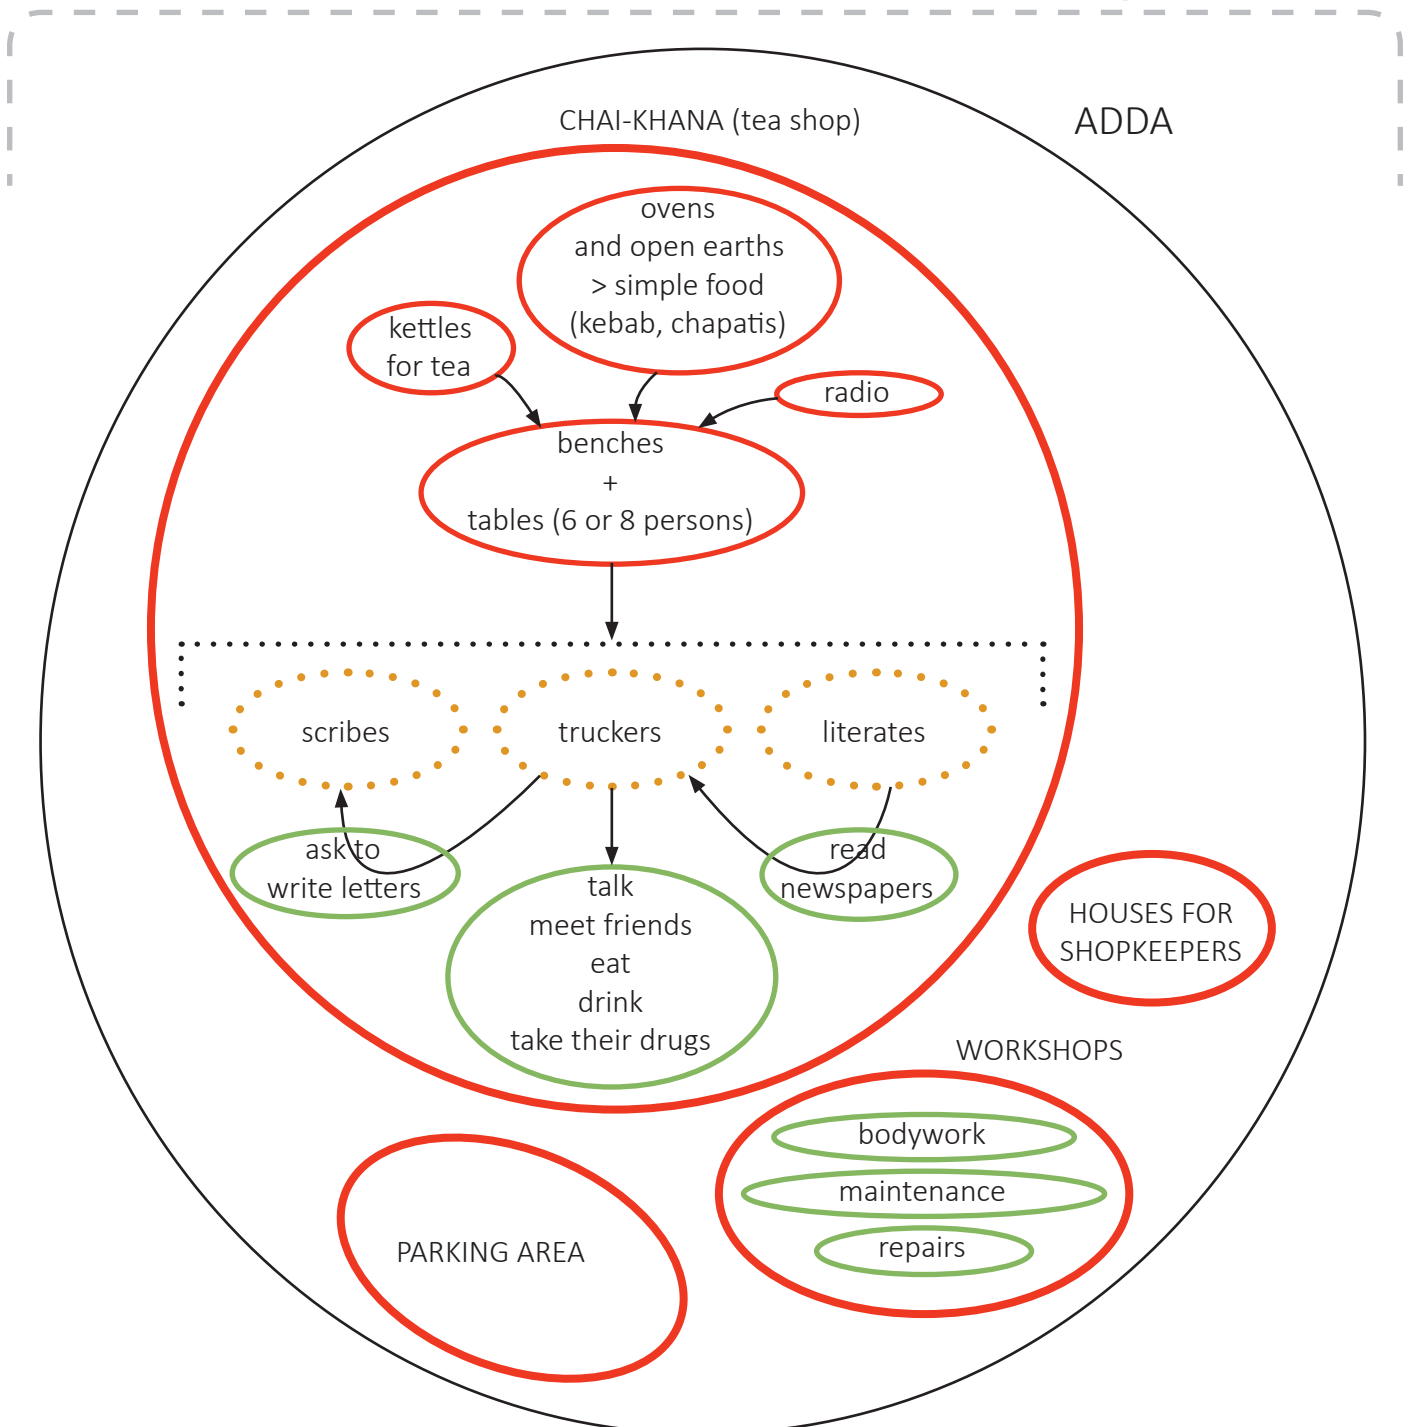 CHAI-KHANA (tea shop)
ADDA
ovens
and open earths
> simple food
(kebab, chapatis)
kettles
for tea
radio
benches
+
tables (6 or 8 persons)
scribes
truckers
literates
ask to
write letters
read
newspapers
talk
meet friends
eat
drink
take their drugs
HOUSES FOR
SHOPKEEPERS
WORKSHOPS
bodywork
maintenance
repairs
PARKING AREA